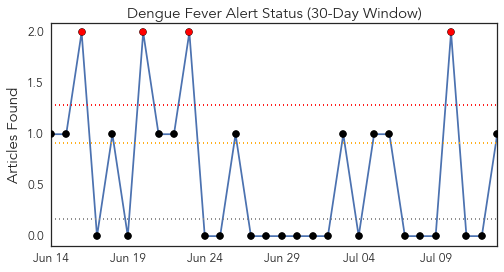 Dengue Fever Alert Status (30-Day Window)
Articles Found
2.0
1.5
1.0
0.5
0.0
Jun 14
Jun 19
Jun 24
Jun 29
Jul 04
Jul 09